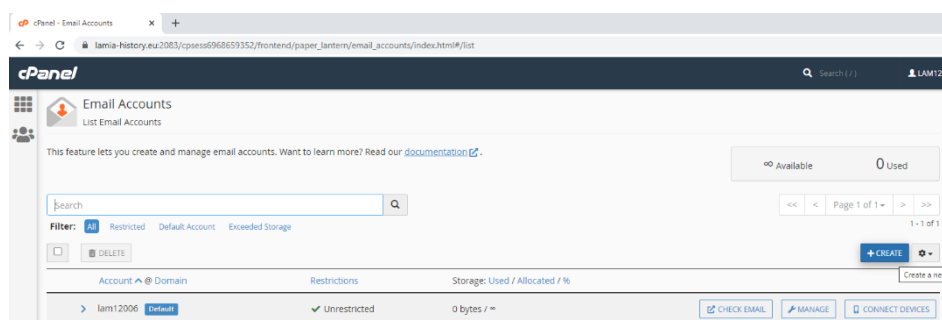 cP cPanel - Email Accounts × +
lamia-history.eu:2083/cpsess6968659352/frontend/paper_lantern/email_accounts/index.html#/list
cPanel Search ( / ) LAM12
Email Accounts
List Email Accounts
This feature lets you create and manage email accounts. Want to learn more? Read our documentation.
∞ Available 0 Used
Search << < Page 1 of 1 > >>
Filter: All Restricted Default Account Exceeded Storage 1 - 1 of 1
DELETE + CREATE
Create a ne
Account @ Domain Restrictions Storage: Used / Allocated / %
lam12006 Default Unrestricted 0 bytes / ∞ CHECK EMAIL MANAGE CONNECT DEVICES